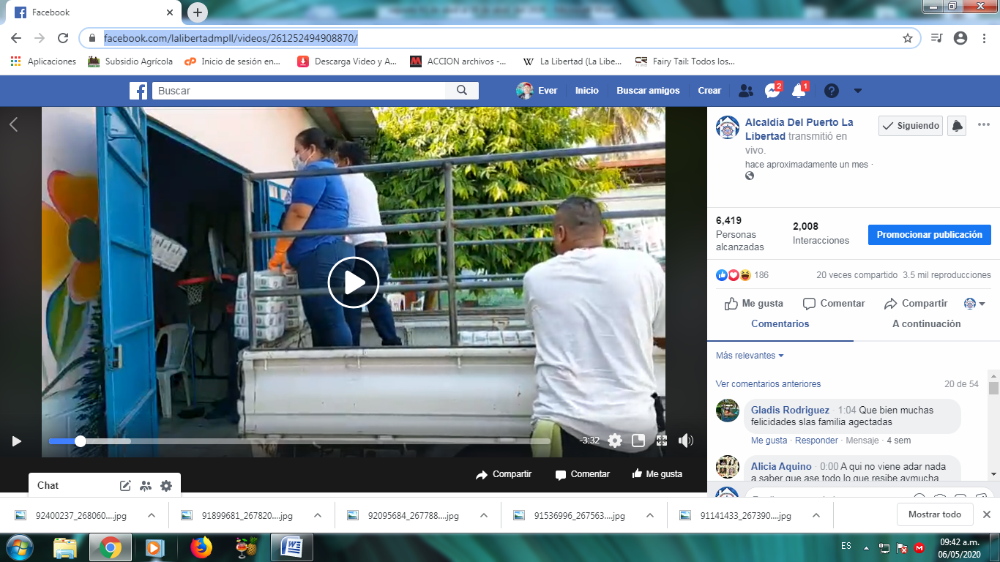 Facebook
facebook.com/lalibertadmpll/videos/261252494908870/
Aplicaciones
Subsidio Agrícola
Inicio de sesión en...
Descarga Video y A...
ACCION archivos -...
La Libertad (La Libe...
Fairy Tail: Todos los...
Buscar
Ever
Inicio
Buscar amigos
Crear
2
1
Alcaldía Del Puerto La
Libertad transmitió en
vivo.
hace aproximadamente un mes ·
Siguiendo
6,419
Personas
alcanzadas
2,008
Interacciones
Promocionar publicación
186
20 veces compartido 3.5 mil reproducciones
Me gusta
Comentar
Compartir
Comentarios
A continuación
Más relevantes
Ver comentarios anteriores
20 de 54
Gladis Rodriguez · 1:04 Que bien muchas
felicidades slas familia agectadas
Me gusta · Responder · Mensaje · 4 sem
Alicia Aquino · 0:00 A qui no viene adar nada
a saber que ase todo lo que resibe aymucha
-3:32
Compartir
Comentar
Me gusta
Chat
92400237_268060....jpg
91899681_267820....jpg
92095684_267788....jpg
91536996_267563....jpg
91141433_267390....jpg
Mostrar todo
ES
09:42 a.m.
06/05/2020